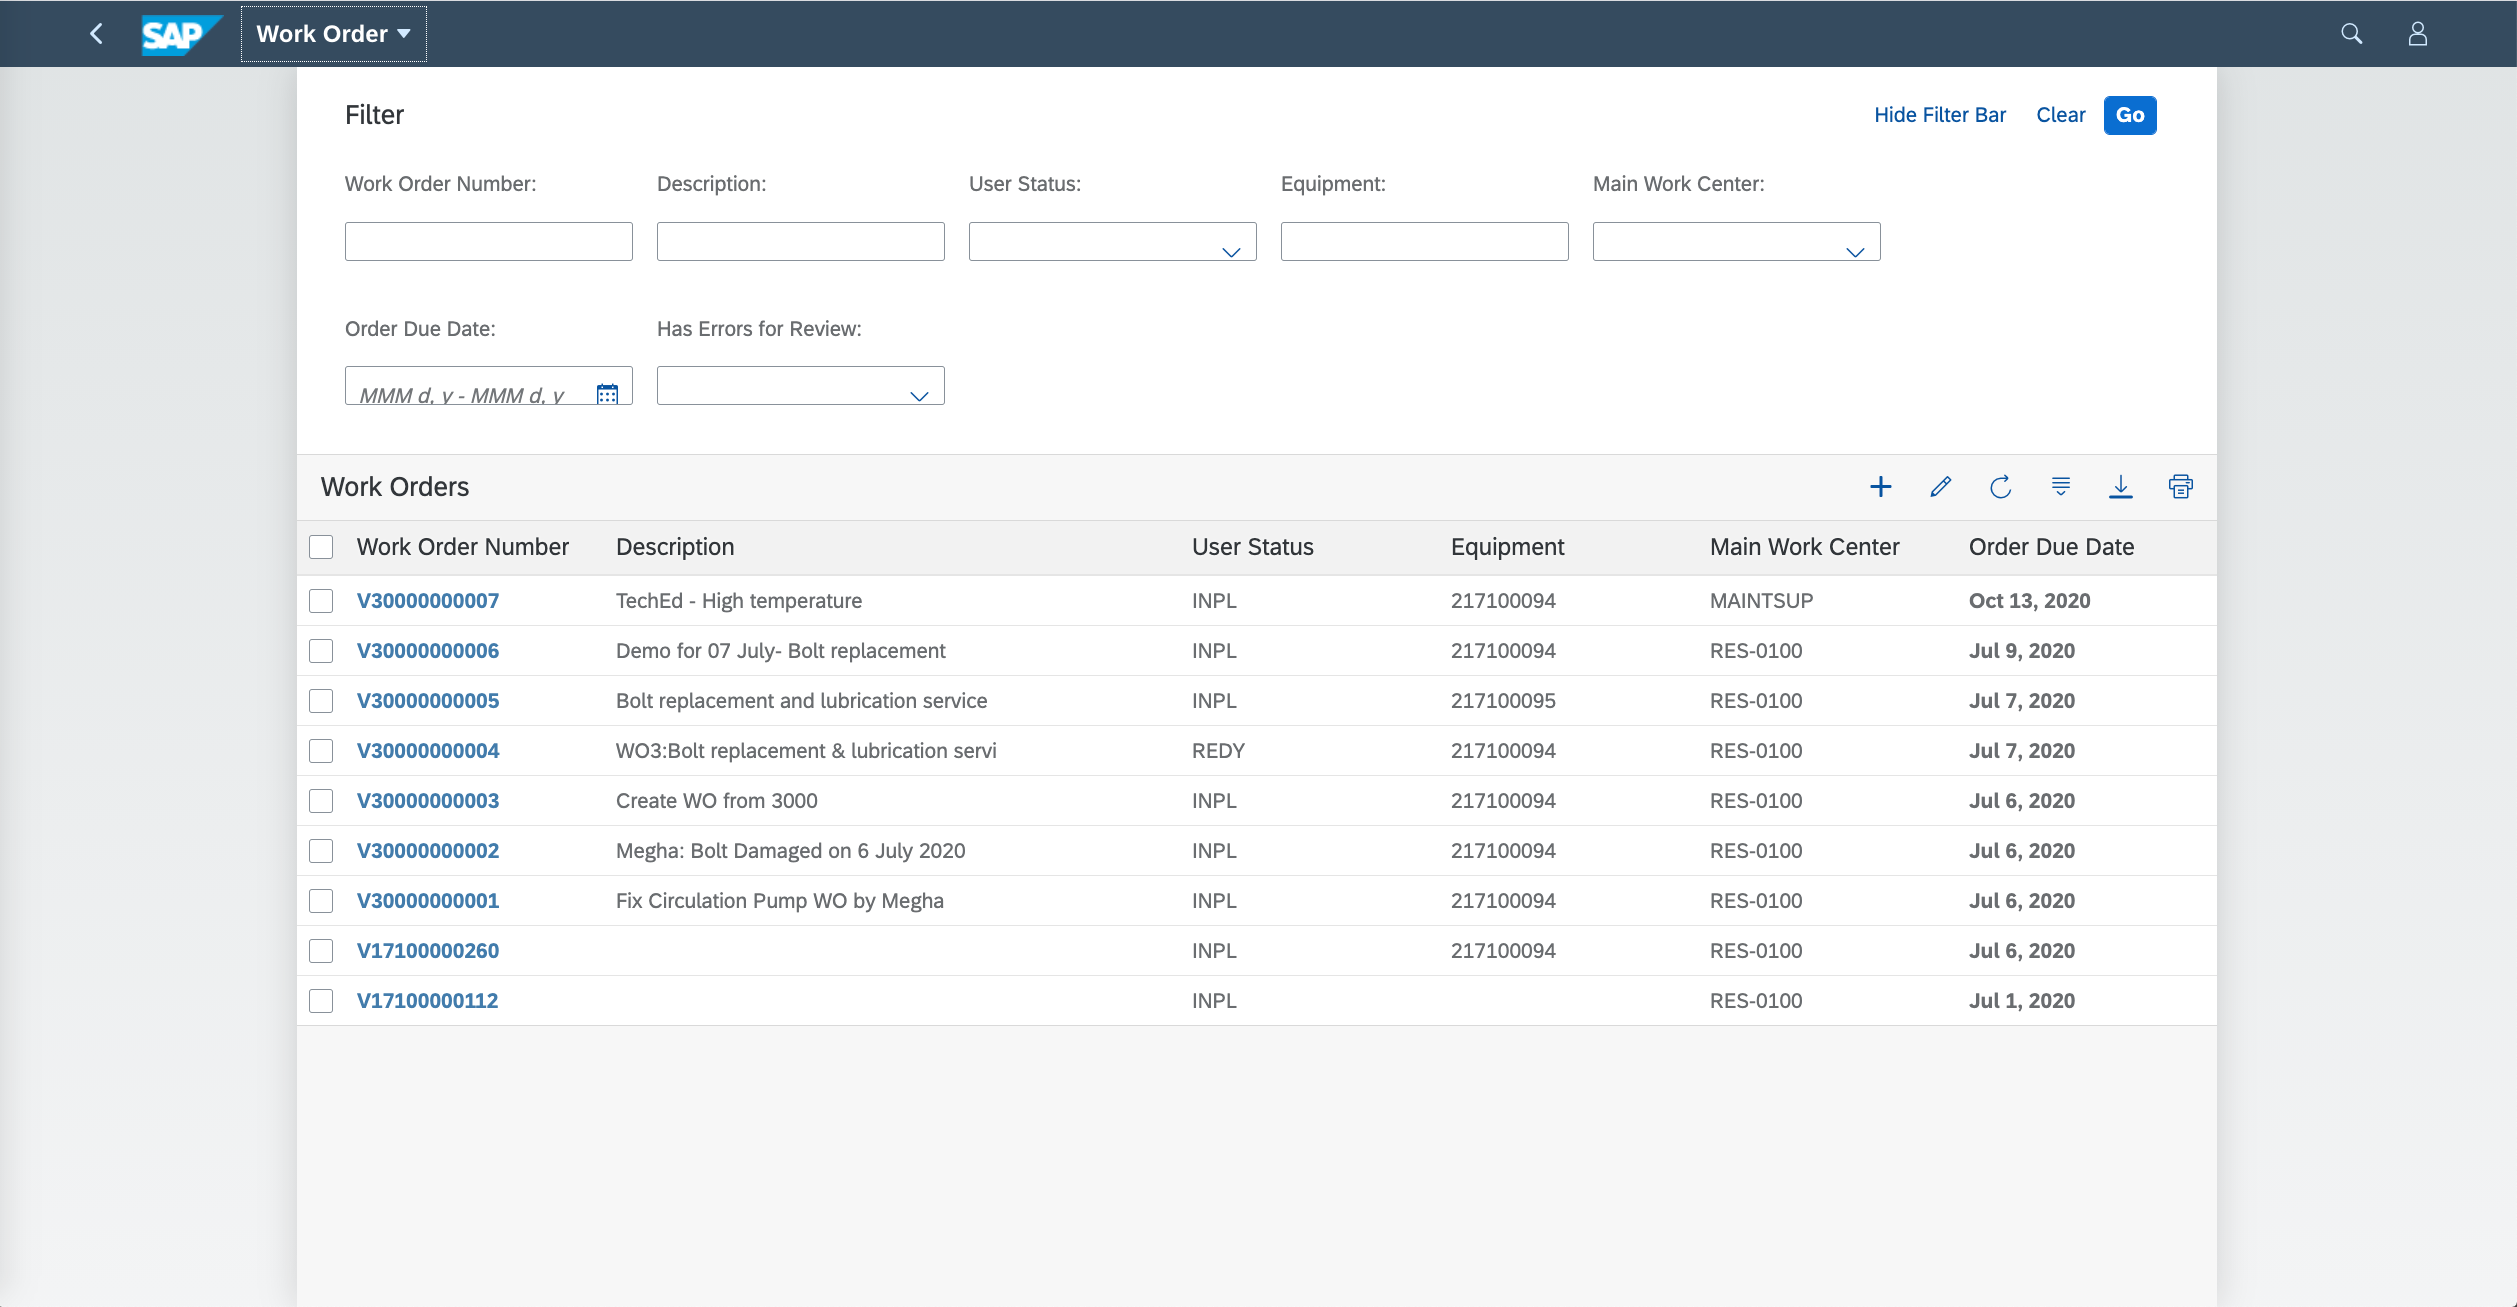 SAP Work Order
Filter Hide Filter Bar Clear Go
Work Order Number: Description: User Status: Equipment: Main Work Center:
Order Due Date: Has Errors for Review:
MMM d, y - MMM d, y
Work Orders
Work Order Number Description User Status Equipment Main Work Center Order Due Date
V30000000007 TechEd - High temperature INPL 217100094 MAINTSUP Oct 13, 2020
V30000000006 Demo for 07 July- Bolt replacement INPL 217100094 RES-0100 Jul 9, 2020
V30000000005 Bolt replacement and lubrication service INPL 217100095 RES-0100 Jul 7, 2020
V30000000004 WO3:Bolt replacement & lubrication servi REDY 217100094 RES-0100 Jul 7, 2020
V30000000003 Create WO from 3000 INPL 217100094 RES-0100 Jul 6, 2020
V30000000002 Megha: Bolt Damaged on 6 July 2020 INPL 217100094 RES-0100 Jul 6, 2020
V30000000001 Fix Circulation Pump WO by Megha INPL 217100094 RES-0100 Jul 6, 2020
V17100000260 INPL 217100094 RES-0100 Jul 6, 2020
V17100000112 INPL RES-0100 Jul 1, 2020